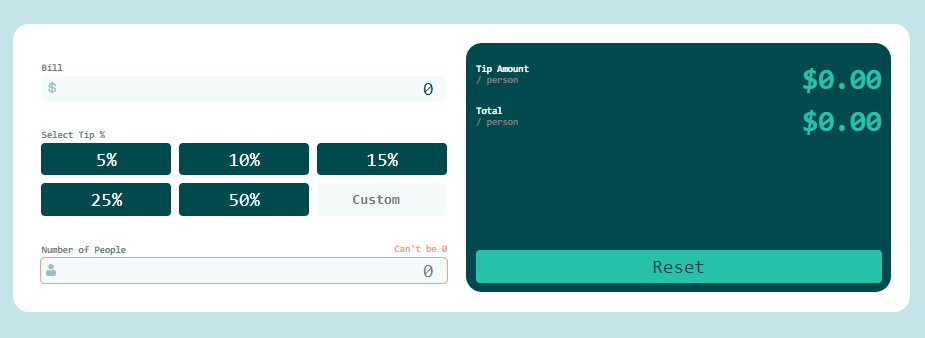 Bill
$ 0
Select Tip %
5% 10% 15%
25% 50% Custom
Number of People Can't be 0
0
Tip Amount
/ person
$0.00
Total
/ person
$0.00
Reset